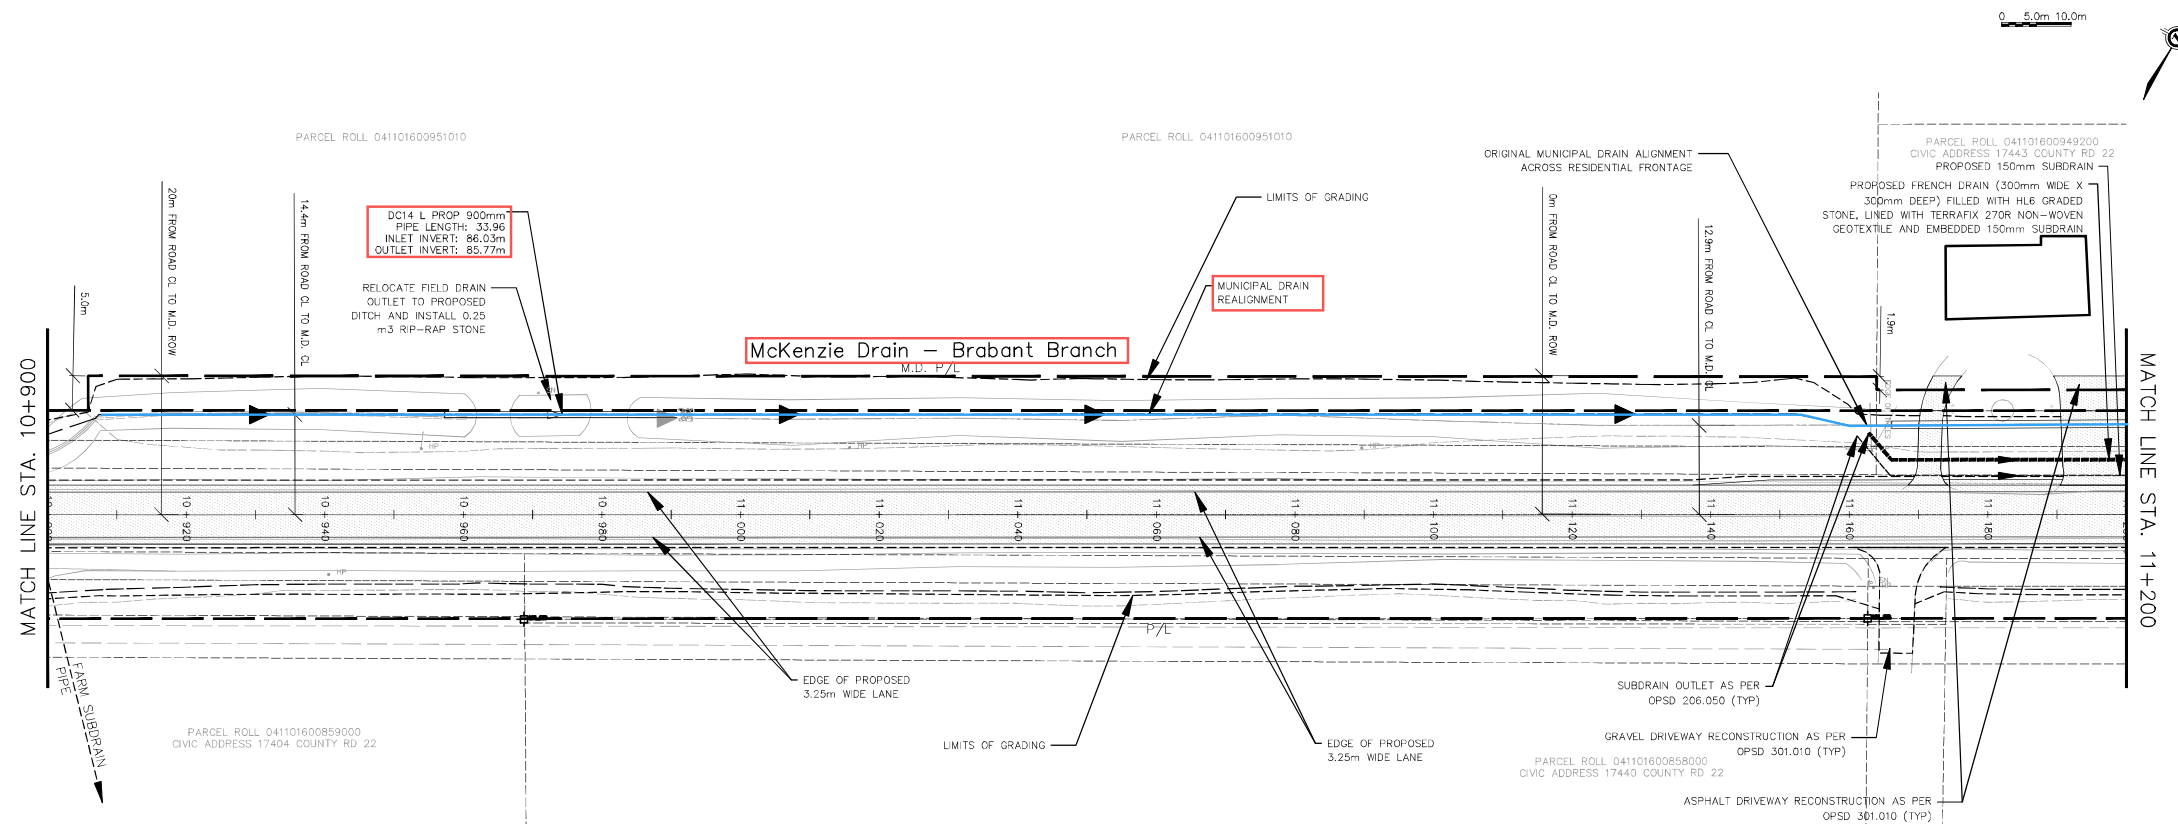 0 5.0m 10.0m
PARCEL ROLL 041101600951010
PARCEL ROLL 041101600951010
PARCEL ROLL 041101600949200
CIVIC ADDRESS 17443 COUNTY RD 22
PROPOSED 150mm SUBDRAIN
PROPOSED FRENCH DRAIN (300mm WIDE X
300mm DEEP) FILLED WITH HL6 GRADED
STONE, LINED WITH TERRAFIX 270R NON-WOVEN
GEOTEXTILE AND EMBEDDED 150mm SUBDRAIN
ORIGINAL MUNICIPAL DRAIN ALIGNMENT
ACROSS RESIDENTIAL FRONTAGE
LIMITS OF GRADING
DC14 L PROP 900mm
PIPE LENGTH: 33.96
INLET INVERT: 86.03m
OUTLET INVERT: 85.77m
RELOCATE FIELD DRAIN
OUTLET TO PROPOSED
DITCH AND INSTALL 0.25
m3 RIP-RAP STONE
MUNICIPAL DRAIN
REALIGNMENT
McKenzie Drain - Brabant Branch
M.D. P/L
5.0m
20m FROM ROAD CL TO M.D. ROW
14.4m FROM ROAD CL TO M.D. CL
0m FROM ROAD CL TO M.D. ROW
12.9m FROM ROAD CL TO M.D. CL
1.9m
MATCH LINE STA. 10+900
MATCH LINE STA. 11+200
HP
HP
HP
HP
10+920
10+940
10+960
10+980
11+000
11+020
11+040
11+060
11+080
11+100
11+120
11+140
11+160
11+180
P/L
EDGE OF PROPOSED
3.25m WIDE LANE
EDGE OF PROPOSED
3.25m WIDE LANE
LIMITS OF GRADING
SUBDRAIN OUTLET AS PER
OPSD 206.050 (TYP)
GRAVEL DRIVEWAY RECONSTRUCTION AS PER
OPSD 301.010 (TYP)
PARCEL ROLL 041101600858000
CIVIC ADDRESS 17440 COUNTY RD 22
ASPHALT DRIVEWAY RECONSTRUCTION AS PER
OPSD 301.010 (TYP)
FARM SUBDRAIN
PIPE
PARCEL ROLL 041101600859000
CIVIC ADDRESS 17404 COUNTY RD 22